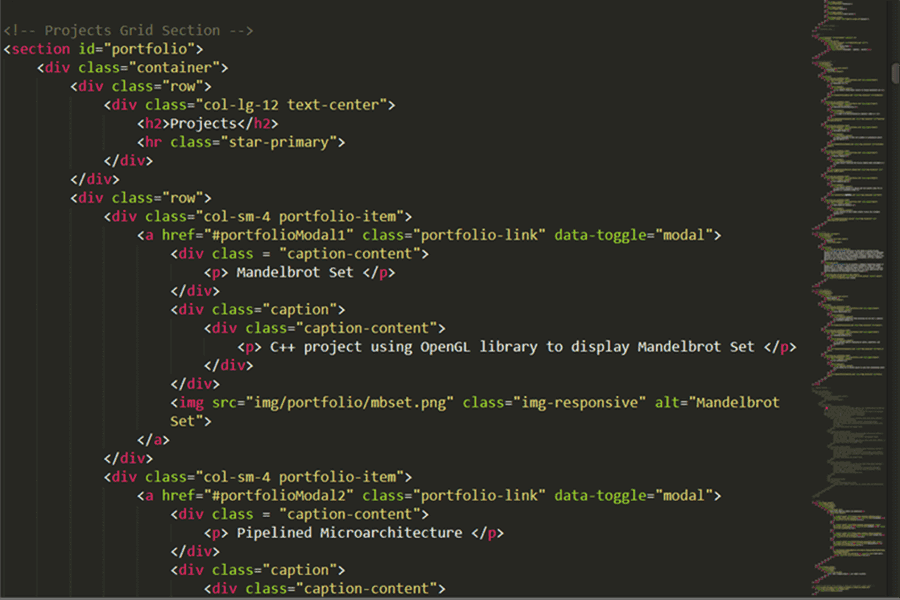 <!-- Projects Grid Section -->
<section id="portfolio">
<div class="container">
<div class="row">
<div class="col-lg-12 text-center">
<h2>Projects</h2>
<hr class="star-primary">
</div>
</div>
<div class="row">
<div class="col-sm-4 portfolio-item">
<a href="#portfolioModal1" class="portfolio-link" data-toggle="modal">
<div class = "caption-content">
<p> Mandelbrot Set </p>
</div>
<div class="caption">
<div class="caption-content">
<p> C++ project using OpenGL library to display Mandelbrot Set </p>
</div>
</div>
<img src="img/portfolio/mbset.png" class="img-responsive" alt="Mandelbrot
Set">
</a>
</div>
<div class="col-sm-4 portfolio-item">
<a href="#portfolioModal2" class="portfolio-link" data-toggle="modal">
<div class = "caption-content">
<p> Pipelined Microarchitecture </p>
</div>
<div class="caption">
<div class="caption-content">